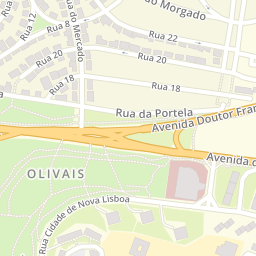 do Morgado
Rua 8
Rua 12
Rua do Mercado
Rua 22
Rua 20
Rua 20
Rua 18
Rua 18
Rua da Portela
Avenida Doutor Fran
Avenida d
OLIVAIS
Rua Cidade de Nova Lisboa